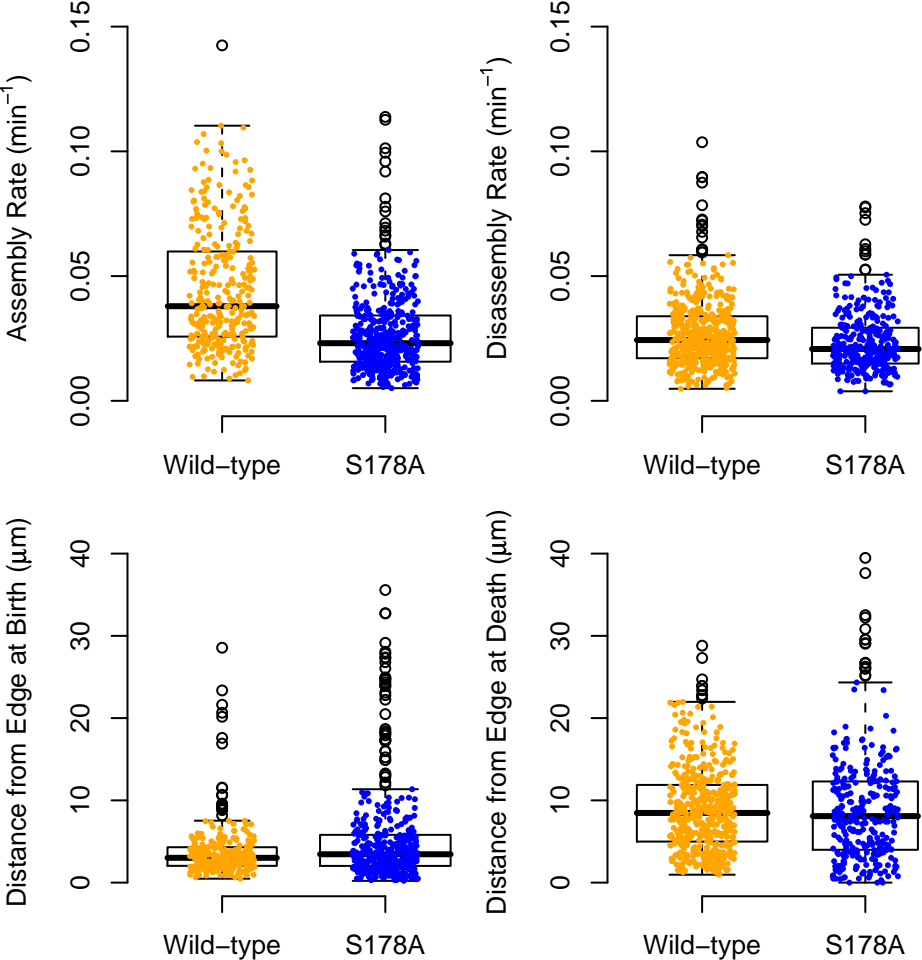 Assembly Rate (min⁻¹)
0.00
0.05
0.10
0.15
Wild−type
S178A
Disassembly Rate (min⁻¹)
0.00
0.05
0.10
0.15
Wild−type
S178A
Distance from Edge at Birth (μm)
0
10
20
30
40
Wild−type
S178A
Distance from Edge at Death (μm)
0
10
20
30
40
Wild−type
S178A